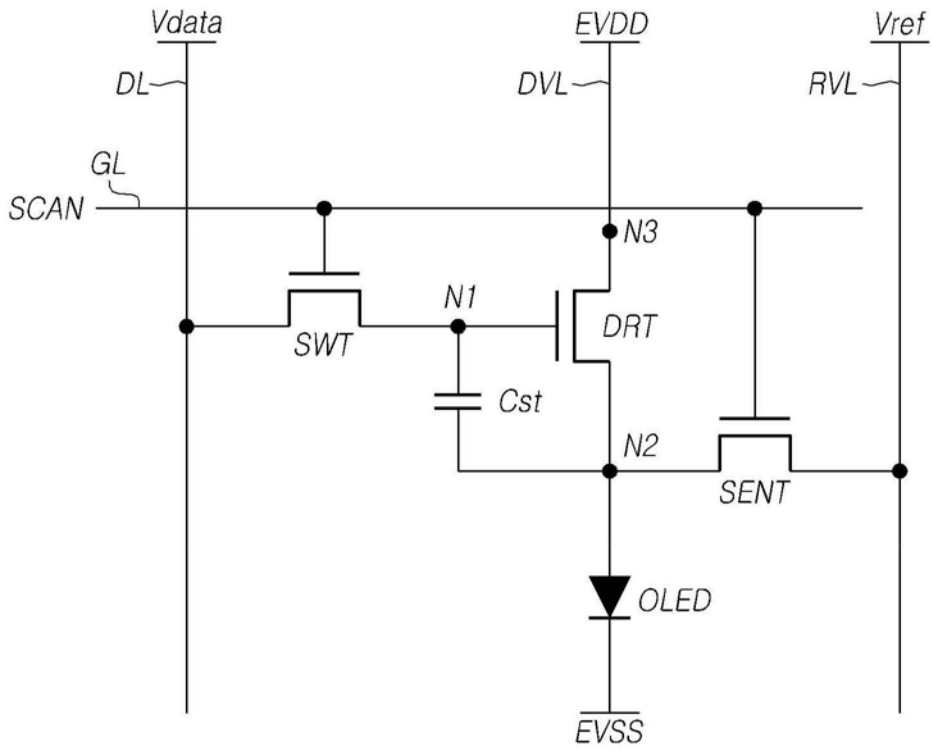 Vdata
EVDD
Vref
DL
DVL
RVL
GL
SCAN
N3
N1
DRT
SWT
Cst
N2
SENT
OLED
EVSS